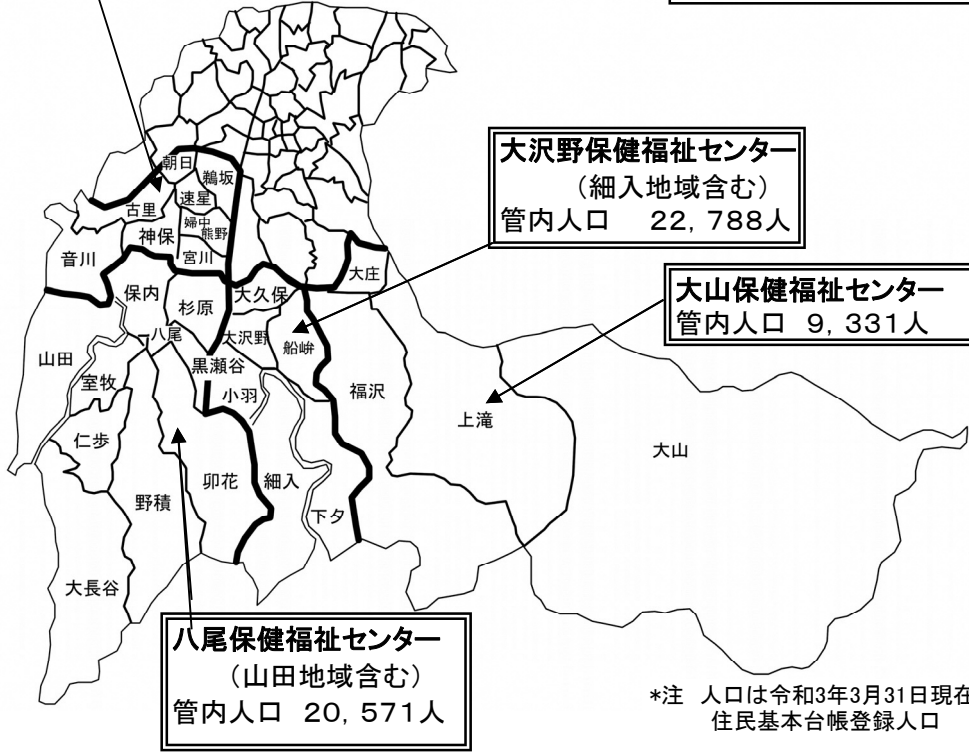 大沢野保健福祉センター
（細入地域含む）
管内人口　22,788人
朝日
鵜坂
速星
古里
婦中
熊野
神保
宮川
音川
大庄
大山保健福祉センター
管内人口　9,331人
保内
杉原
大久保
八尾
大沢野
船峅
山田
黒瀬谷
室牧
小羽
福沢
上滝
仁歩
大山
卯花
細入
野積
下夕
大長谷
八尾保健福祉センター
（山田地域含む）
管内人口　20,571人
*注　人口は令和3年3月31日現在
住民基本台帳登録人口